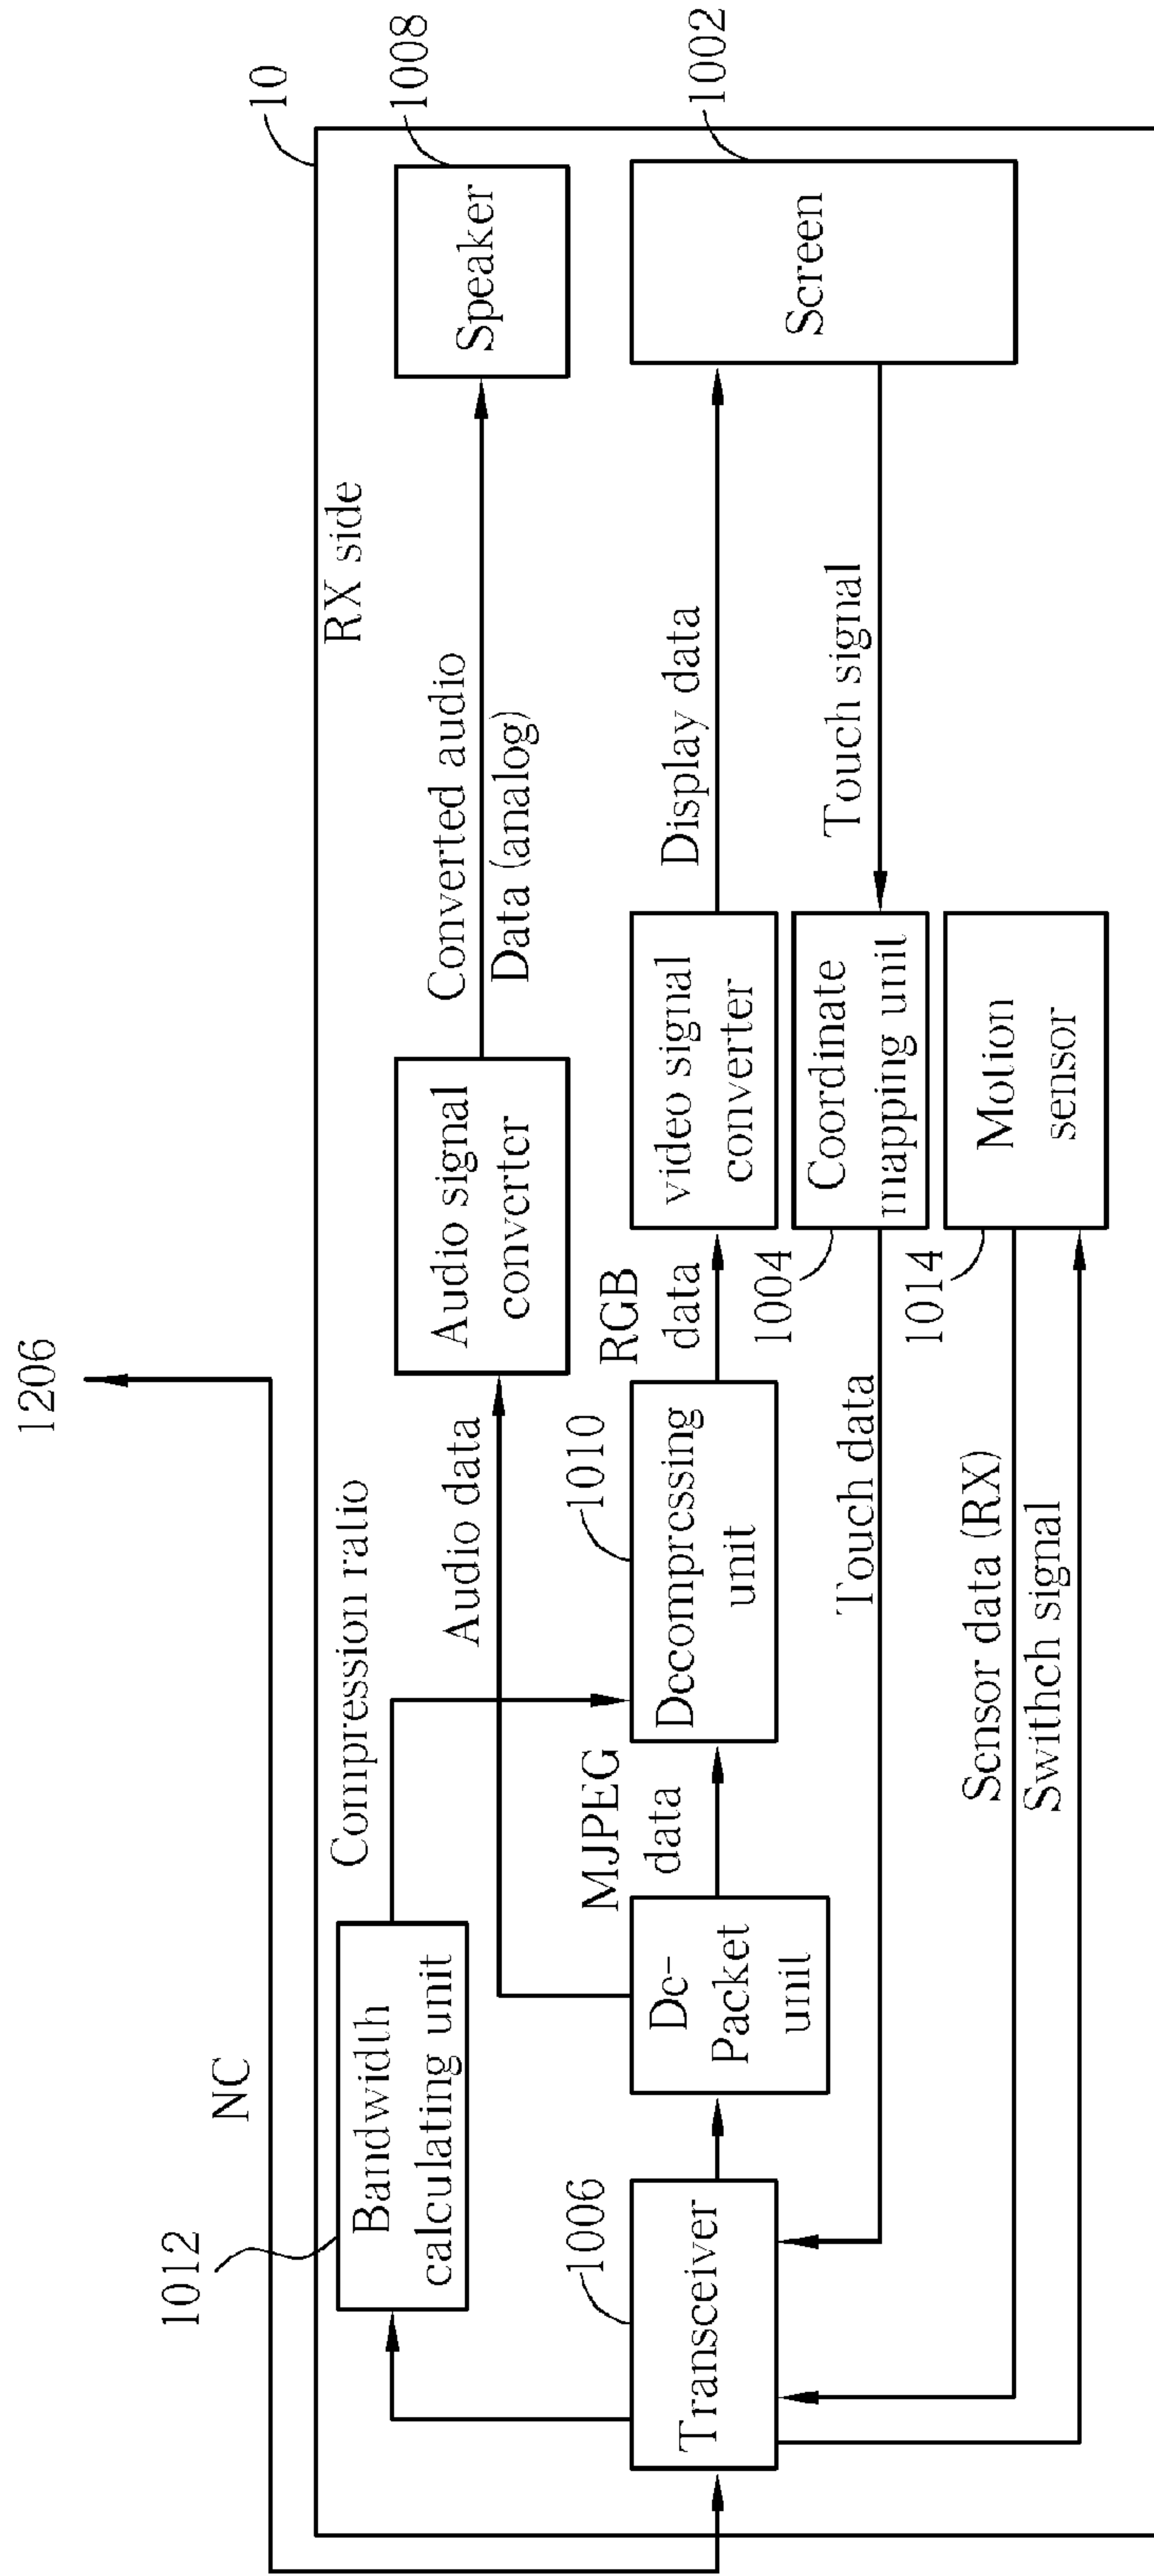 1206
NC
10
RX side
1012
Bandwidth
calculating unit
Compression ratio
Audio data
Audio signal
converter
Converted audio
Data (analog)
Speaker
1008
1006
Transceiver
De-
Packet
unit
MJPEG
data
1010
Decompressing
unit
RGB
data
video signal
converter
Display data
Screen
1002
Touch signal
Coordinate
mapping unit
1004
Touch data
Motion
sensor
1014
Sensor data (RX)
Swithch signal